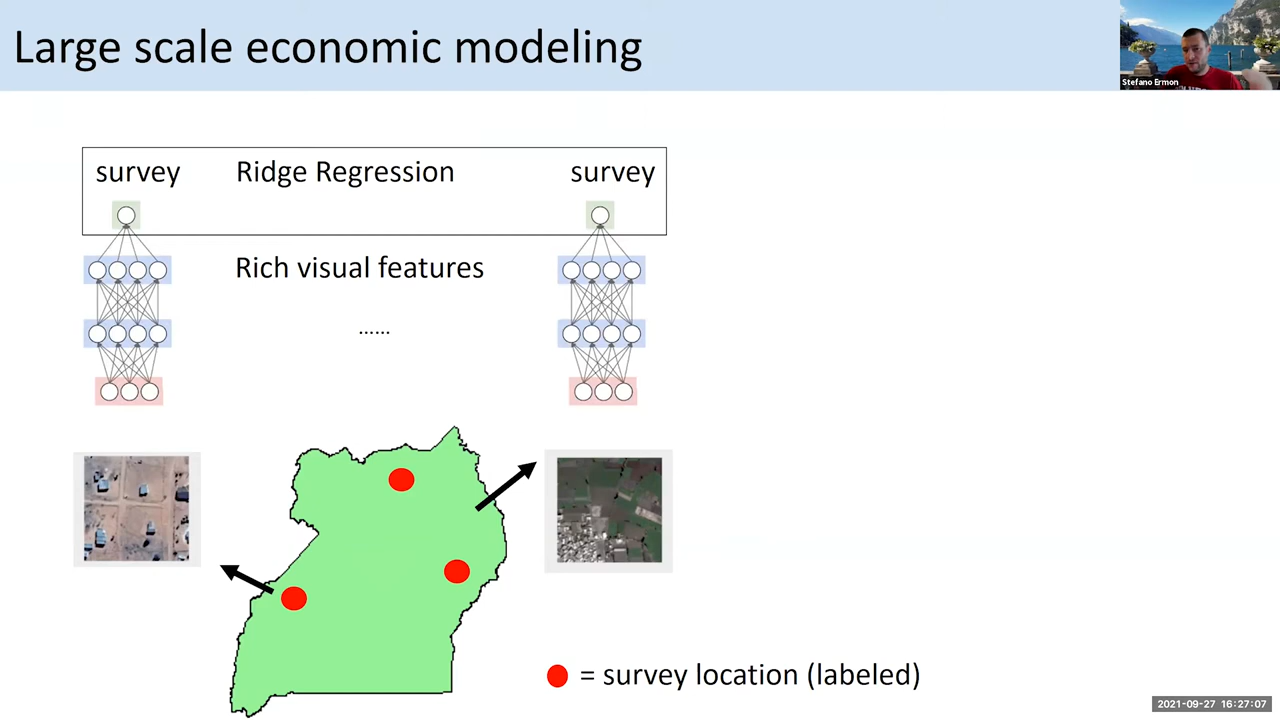 Large scale economic modeling
Stefano Ermon
survey Ridge Regression survey
Rich visual features
......
= survey location (labeled)
2021-09-27 16:27:07